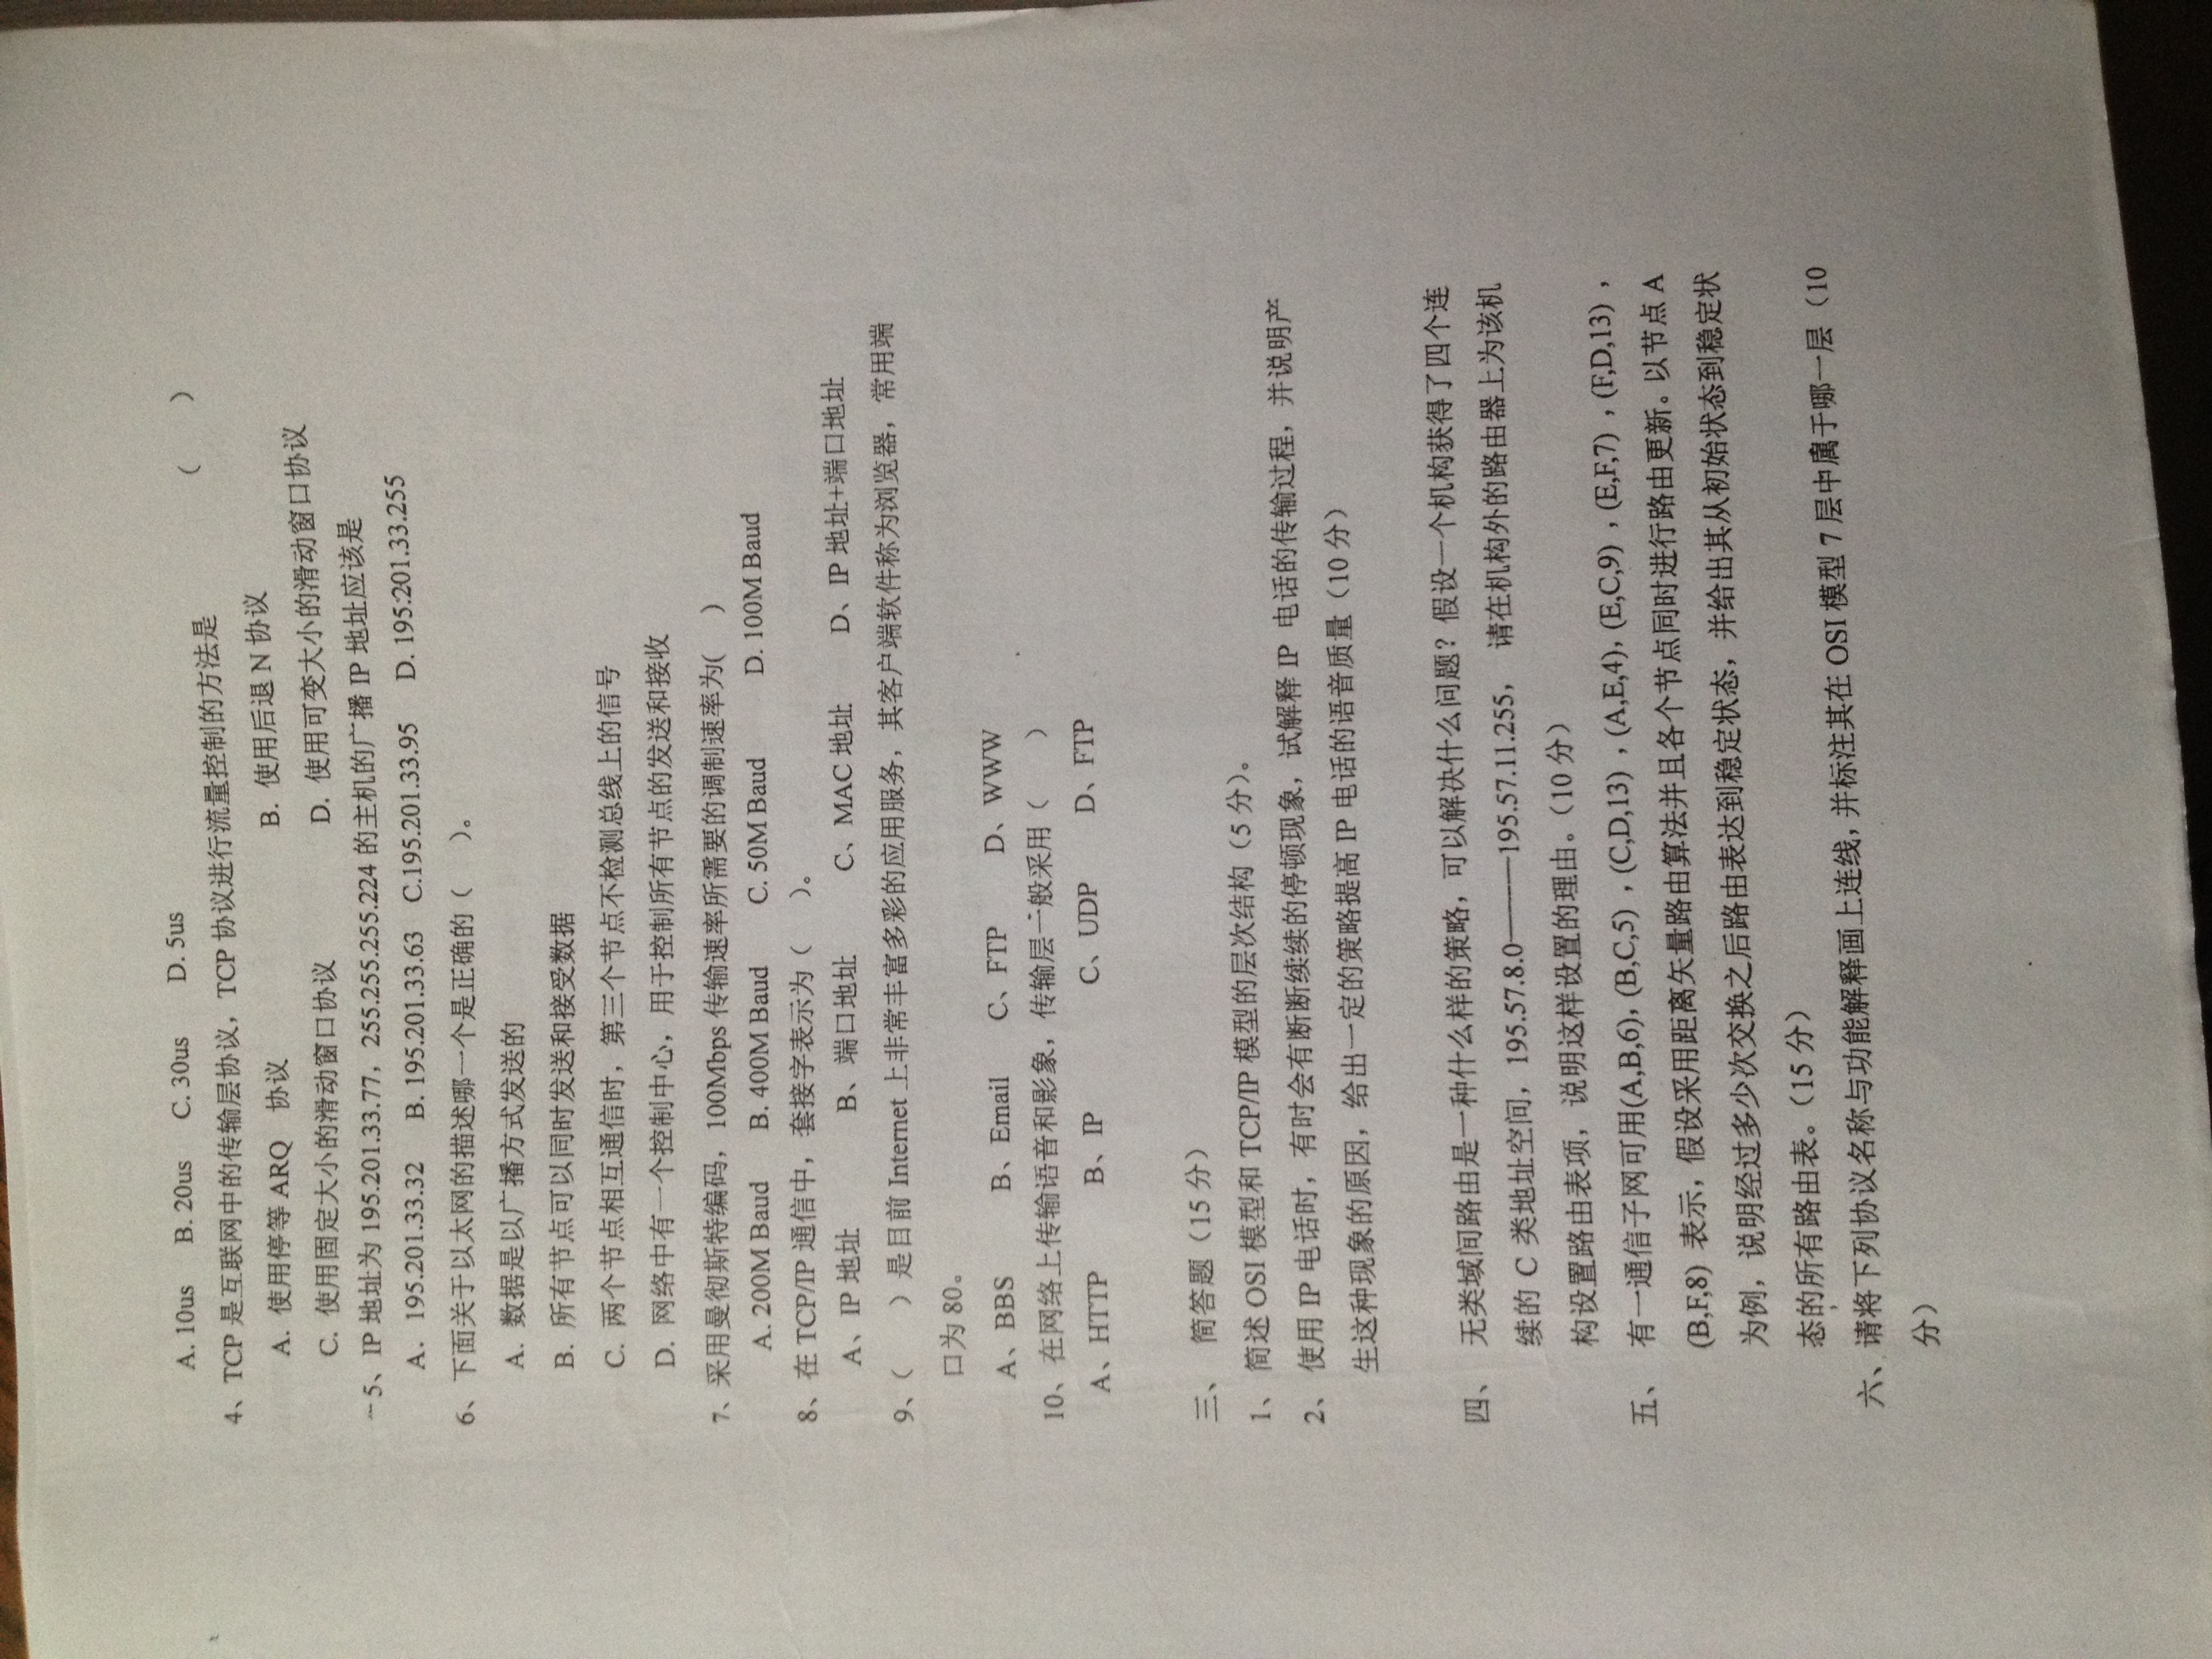 A. 10us B. 20us C. 30us D. 5us
4、TCP 是互联网中的传输层协议，TCP 协议进行流量控制的方法是 （ ）
A. 使用停等 ARQ 协议 B. 使用后退 N 协议
C. 使用固定大小的滑动窗口协议 D. 使用可变大小的滑动窗口协议
5、IP 地址为 195.201.33.77，255.255.255.224 的主机的广播 IP 地址应该是
A．195.201.33.32 B. 195.201.33.63 C.195.201.33.95 D. 195.201.33.255
6、下面关于以太网的描述哪一个是正确的（ ）。
A. 数据是以广播方式发送的
B. 所有节点可以同时发送和接受数据
C. 两个节点相互通信时，第三个节点不检测总线上的信号
D. 网络中有一个控制中心，用于控制所有节点的发送和接收
7、采用曼彻斯特编码，100Mbps 传输速率所需要的调制速率为( )
A. 200M Baud B. 400M Baud C. 50M Baud D. 100M Baud
8、在 TCP/IP 通信中，套接字表示为（ ）。
A、IP 地址 B、端口地址 C、MAC 地址 D、IP 地址+端口地址
9、（ ）是目前 Internet 上非常丰富多彩的应用服务，其客户端软件称为浏览器，常用端
口为 80。
A、BBS B、Email C、FTP D、WWW
10、在网络上传输语音和影象，传输层一般采用（ ）
A、HTTP B、IP C、UDP D、FTP
三、 简答题（15 分）
1、 简述 OSI 模型和 TCP/IP 模型的层次结构（5 分）。
2、 使用 IP 电话时，有时会有断断续续的停顿现象，试解释 IP 电话的传输过程，并说明产
生这种现象的原因，给出一定的策略提高 IP 电话的语音质量（10 分）
四、 无类域间路由是一种什么样的策略，可以解决什么问题？假设一个机构获得了四个连
续的 C 类地址空间，195.57.8.0———195.57.11.255， 请在机构外的路由器上为该机
构设置路由表项，说明这样设置的理由。（10 分）
五、 有一通信子网可用(A,B,6), (B,C,5) , (C,D,13) , (A,E,4), (E,C,9) , (E,F,7) , (F,D,13) ,
(B,F,8) 表示，假设采用距离矢量路由算法并且各个节点同时进行路由更新。以节点 A
为例，说明经过多少次交换之后路由表达到稳定状态，并给出其从初始状态到稳定状
态的所有路由表。（15 分）
六、请将下列协议名称与功能解释画上连线，并标注其在 OSI 模型 7 层中属于哪一层（10
分）